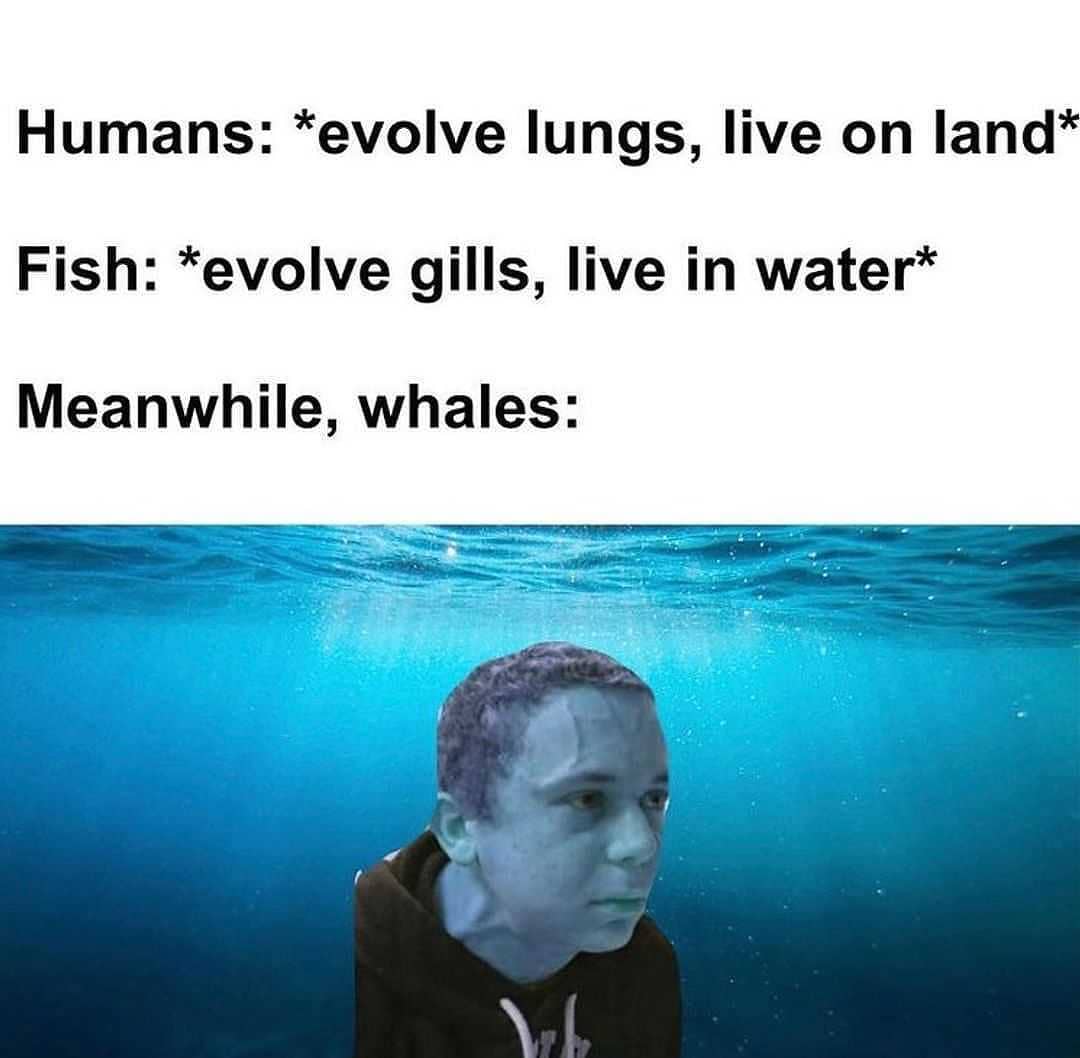 Humans: *evolve lungs, live on land*
Fish: *evolve gills, live in water*
Meanwhile, whales: